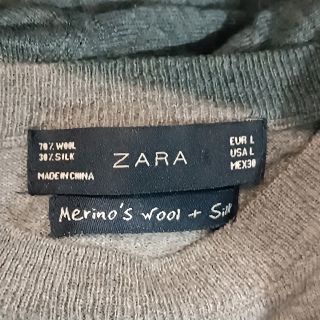 70% WOOL
30% SILK
MADE IN CHINA
ZARA
EUR L
USA L
MEX 30
Merino's wool + Silk